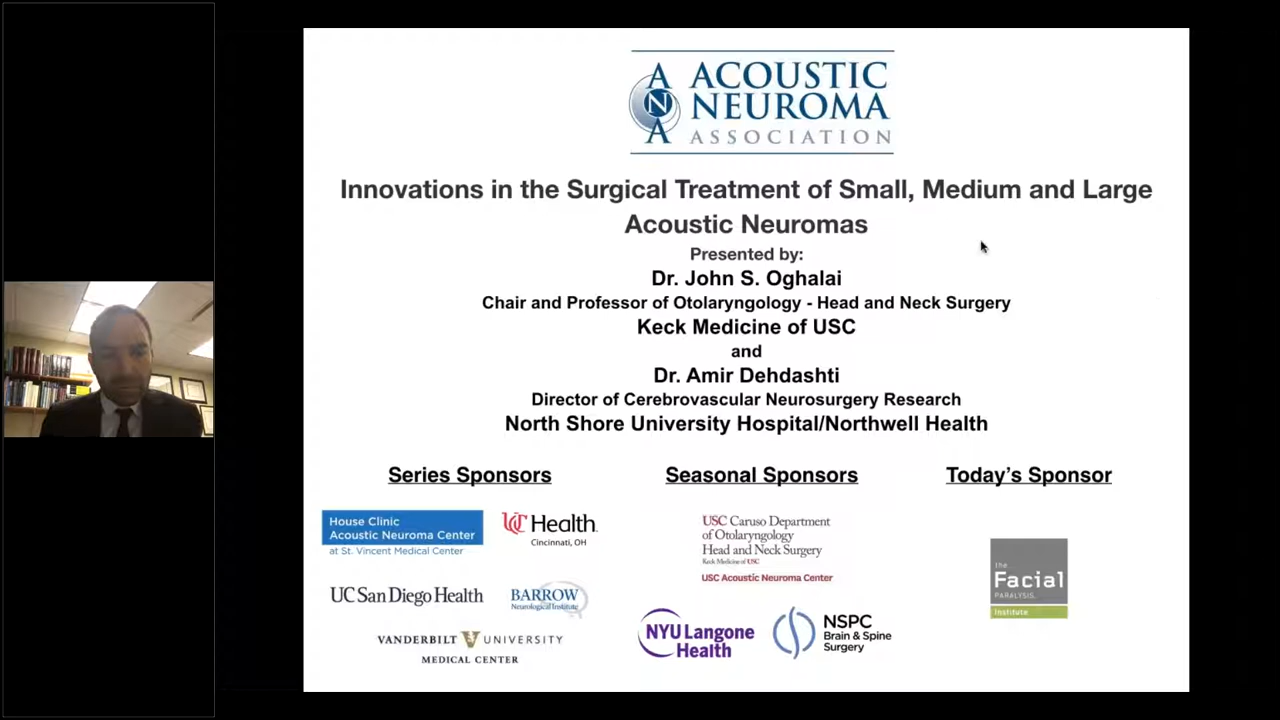 ACOUSTIC
NEUROMA
ASSOCIATION
A
N
A
Innovations in the Surgical Treatment of Small, Medium and Large
Acoustic Neuromas
Presented by:
Dr. John S. Oghalai
Chair and Professor of Otolaryngology - Head and Neck Surgery
Keck Medicine of USC
and
Dr. Amir Dehdashti
Director of Cerebrovascular Neurosurgery Research
North Shore University Hospital/Northwell Health
Series Sponsors
House Clinic
Acoustic Neuroma Center
at St. Vincent Medical Center
UC Health
Cincinnati, OH
UC San Diego Health
BARROW
Neurological Institute
VANDERBILT V UNIVERSITY
MEDICAL CENTER
Seasonal Sponsors
USC Caruso Department
of Otolaryngology
Head and Neck Surgery
Keck Medicine of USC
USC Acoustic Neuroma Center
NYU Langone
Health
NSPC
Brain & Spine
Surgery
Today's Sponsor
the
Facial
PARALYSIS
Institute